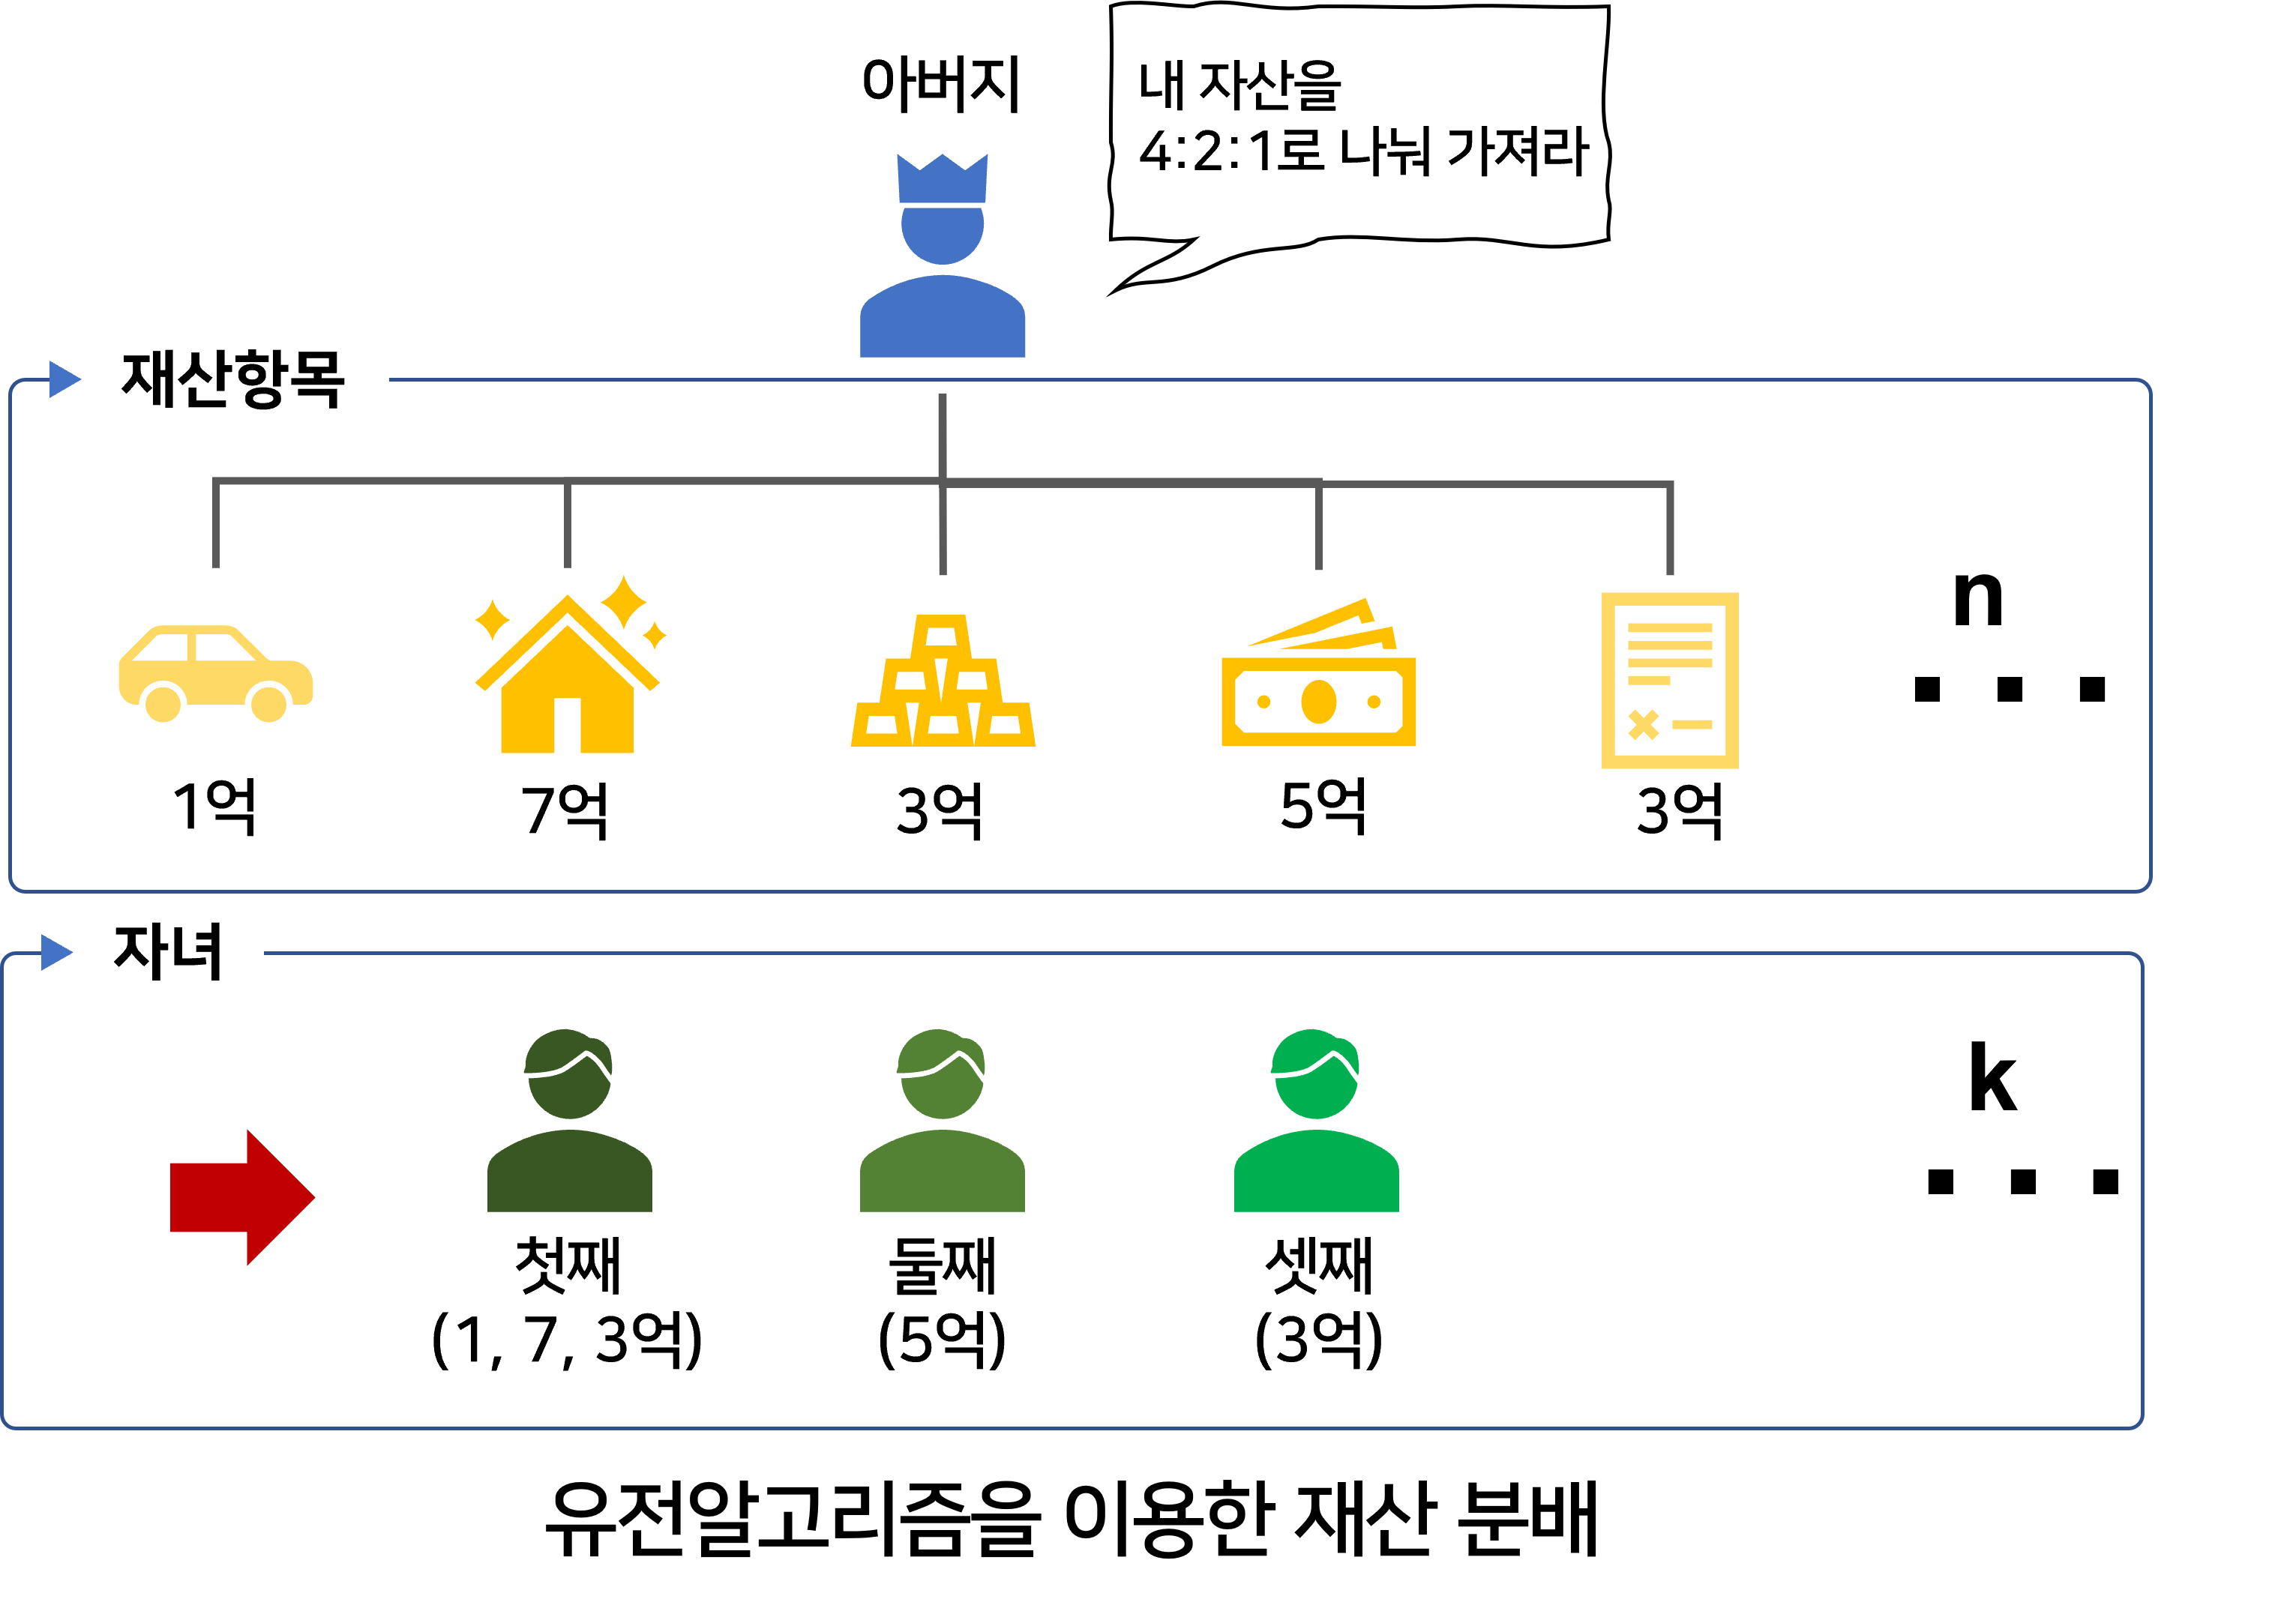 아버지
내 자산을
4:2:1로 나눠 가져라
재산항목
n
1억
7억
3억
5억
3억
자녀
k
첫째
둘째
셋째
(1, 7, 3억)
(5억)
(3억)
유전알고리즘을 이용한 재산 분배